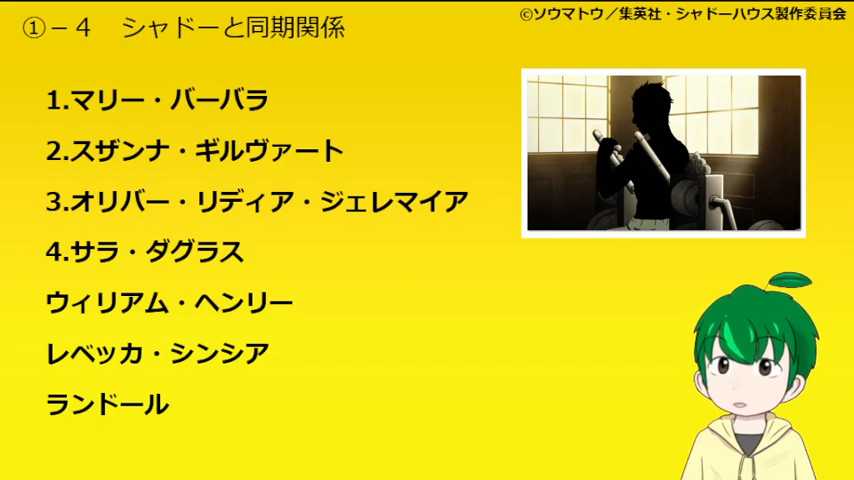 ①－４　シャドーと同期関係
©ソウマトウ／集英社・シャドーハウス製作委員会
1.マリー・バーバラ
2.スザンナ・ギルヴァート
3.オリバー・リディア・ジェレマイア
4.サラ・ダグラス
ウィリアム・ヘンリー
レベッカ・シンシア
ランドール